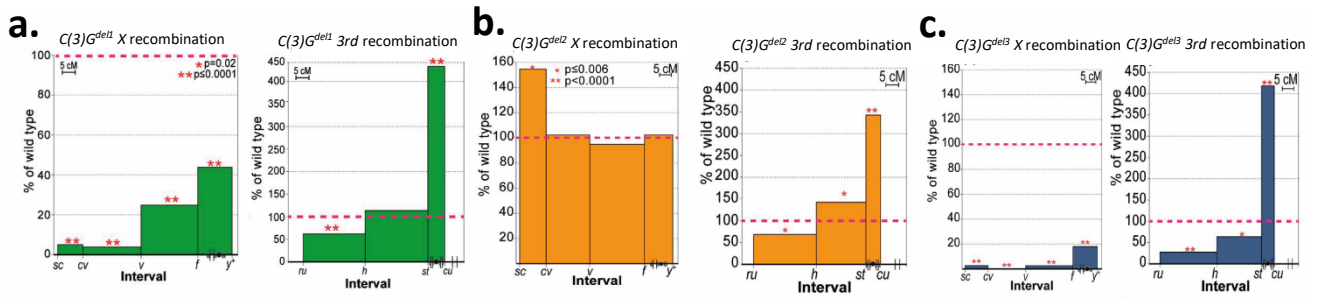 a.
C(3)G^del1 X recombination
100
80
60
40
20
0
% of wild type
5 cM
* p=0.02
** p≤0.0001
**
**
**
**
sc cv v f y+
Interval
C(3)G^del1 3rd recombination
450
400
350
300
250
200
150
100
50
0
% of wild type
5 cM
**
**
ru h st cu
Interval
b.
C(3)G^del2 X recombination
160
140
120
100
80
60
40
20
0
% of wild type
* p≤0.006
** p<0.0001
5 cM
*
sc cv v f y+
Interval
C(3)G^del2 3rd recombination
450
400
350
300
250
200
150
100
50
0
% of wild type
5 cM
*
*
**
ru h st cu
Interval
c.
C(3)G^del3 X recombination
160
140
120
100
80
60
40
20
% of wild type
5 cM
**
**
**
**
sc cv v f y+
Interval
C(3)G^del3 3rd recombination
450
400
350
300
250
200
150
100
50
0
% of wild type
5 cM
**
*
**
ru h st cu
Interval